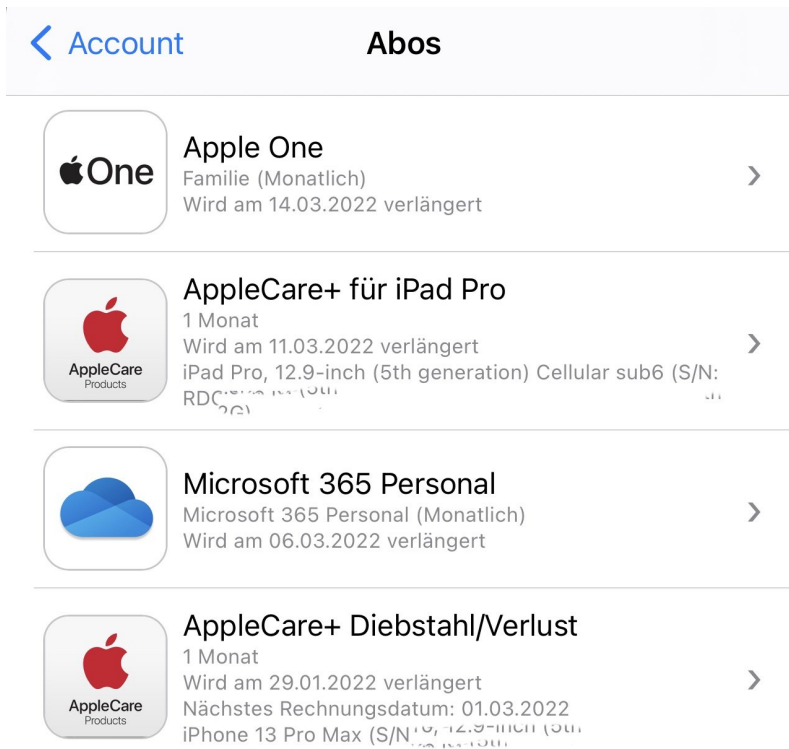 Account
Abos
One
Apple One
Familie (Monatlich)
Wird am 14.03.2022 verlängert
AppleCare
Products
AppleCare+ für iPad Pro
1 Monat
Wird am 11.03.2022 verlängert
iPad Pro, 12.9-inch (5th generation) Cellular sub6 (S/N:
Microsoft 365 Personal
Microsoft 365 Personal (Monatlich)
Wird am 06.03.2022 verlängert
AppleCare
Products
AppleCare+ Diebstahl/Verlust
1 Monat
Wird am 29.01.2022 verlängert
Nächstes Rechnungsdatum: 01.03.2022
iPhone 13 Pro Max (S/N